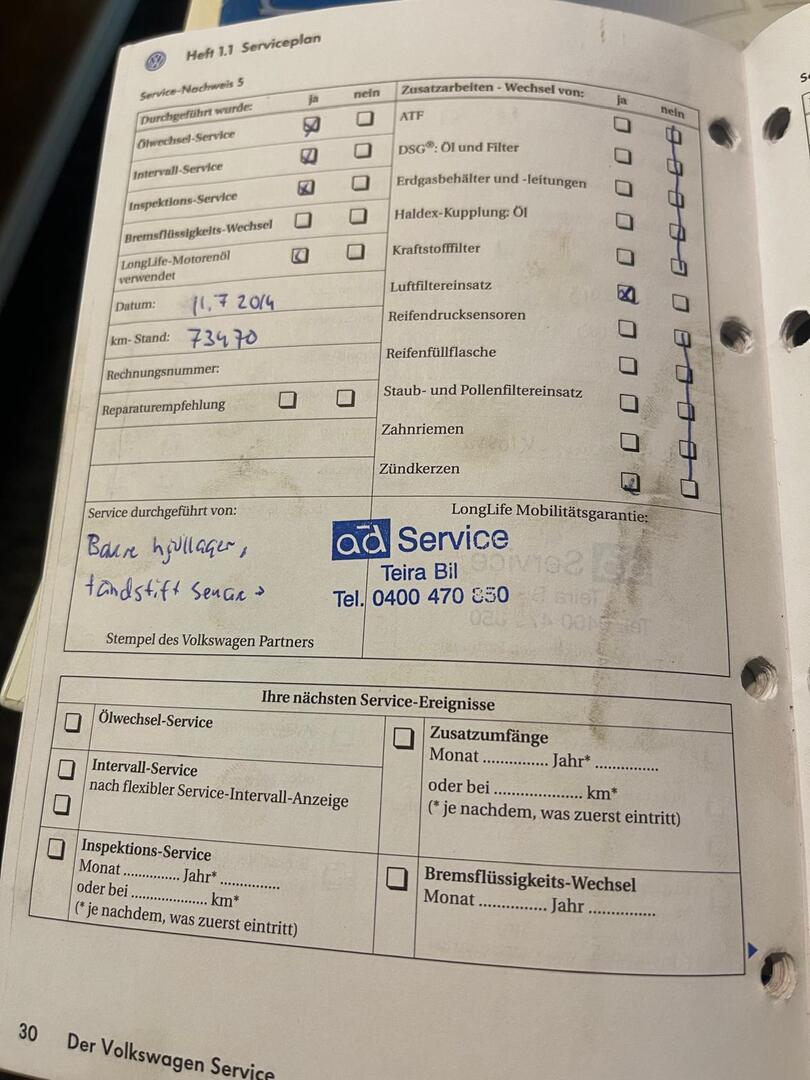 Heft 1.1 Serviceplan
Service-Nachweis 5
Durchgeführt wurde: ja nein
Ölwechsel-Service
Intervall-Service
Inspektions-Service
Bremsflüssigkeits-Wechsel
LongLife-Motorenöl
verwendet
Datum: 11.7 2014
km- Stand: 73470
Rechnungsnummer:
Reparaturempfehlung
Zusatzarbeiten - Wechsel von: ja nein
ATF
DSG®: Öl und Filter
Erdgasbehälter und -leitungen
Haldex-Kupplung: Öl
Kraftstofffilter
Luftfiltereinsatz
Reifendrucksensoren
Reifenfüllflasche
Staub- und Pollenfiltereinsatz
Zahnriemen
Zündkerzen
Service durchgeführt von:
hjullager,
tändstift
Stempel des Volkswagen Partners
LongLife Mobilitätsgarantie:
ad Service
Teira Bil
Tel. 0400 470 850
Ihre nächsten Service-Ereignisse
Ölwechsel-Service
Intervall-Service
nach flexibler Service-Intervall-Anzeige
Inspektions-Service
Monat .............. Jahr* ...............
oder bei ................... km*
(* je nachdem, was zuerst eintritt)
Zusatzumfänge
Monat ............... Jahr* ...............
oder bei .................... km*
(* je nachdem, was zuerst eintritt)
Bremsflüssigkeits-Wechsel
Monat ............... Jahr ...............
30 Der Volkswagen Service